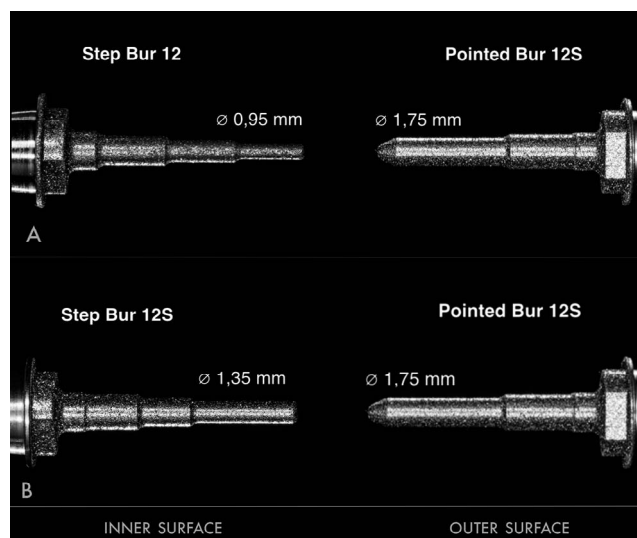 Step Bur 12
Pointed Bur 12S
⌀ 0,95 mm
⌀ 1,75 mm
A
Step Bur 12S
Pointed Bur 12S
⌀ 1,35 mm
⌀ 1,75 mm
B
INNER SURFACE
OUTER SURFACE